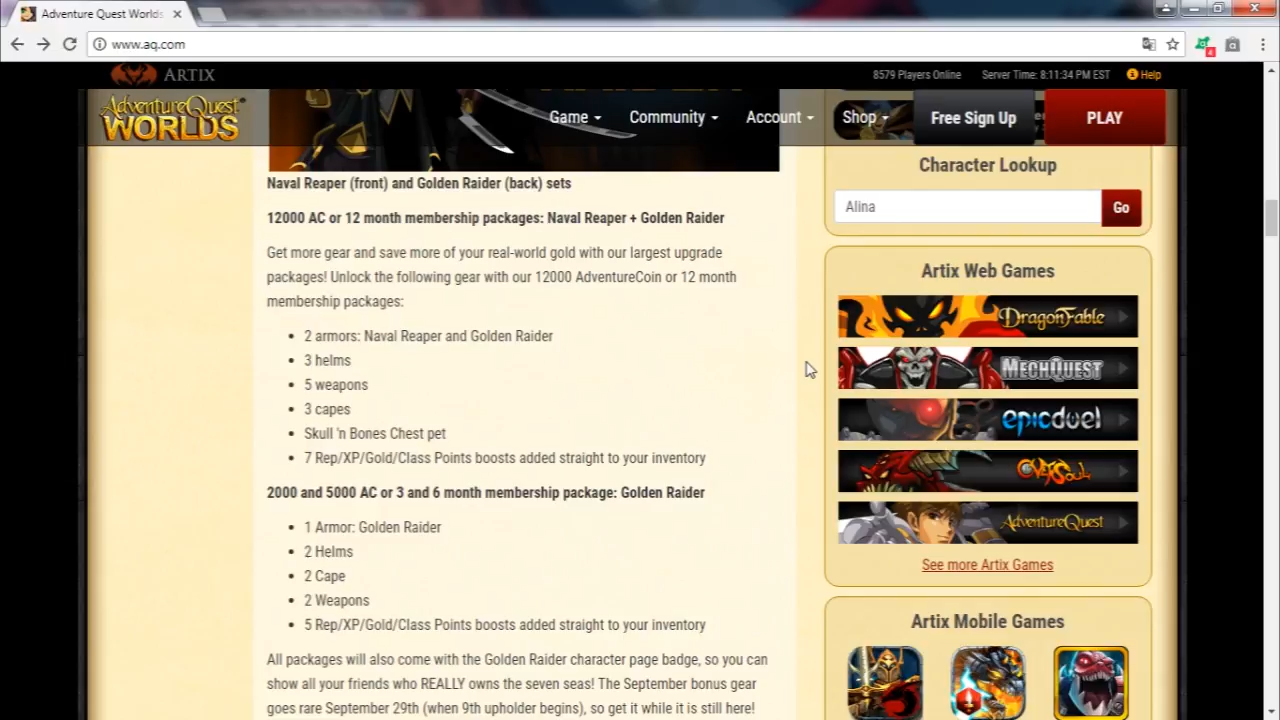 Adventure Quest Worlds
www.aq.com
ARTIX
8579 Players Online
Server Time: 8:11:34 PM EST
Help
AdventureQuest
WORLDS
Game
Community
Account
Shop
Free Sign Up
PLAY
Naval Reaper (front) and Golden Raider (back) sets
12000 AC or 12 month membership packages: Naval Reaper + Golden Raider
Get more gear and save more of your real-world gold with our largest upgrade
packages! Unlock the following gear with our 12000 AdventureCoin or 12 month
membership packages:
2 armors: Naval Reaper and Golden Raider
3 helms
5 weapons
3 capes
Skull 'n Bones Chest pet
7 Rep/XP/Gold/Class Points boosts added straight to your inventory
2000 and 5000 AC or 3 and 6 month membership package: Golden Raider
1 Armor: Golden Raider
2 Helms
2 Cape
2 Weapons
5 Rep/XP/Gold/Class Points boosts added straight to your inventory
All packages will also come with the Golden Raider character page badge, so you can
show all your friends who REALLY owns the seven seas! The September bonus gear
goes rare September 29th (when 9th upholder begins), so get it while it is still here!
Character Lookup
Alina
Go
Artix Web Games
DragonFable
MechQuest
epicduel
OverSoul
AdventureQuest
See more Artix Games
Artix Mobile Games